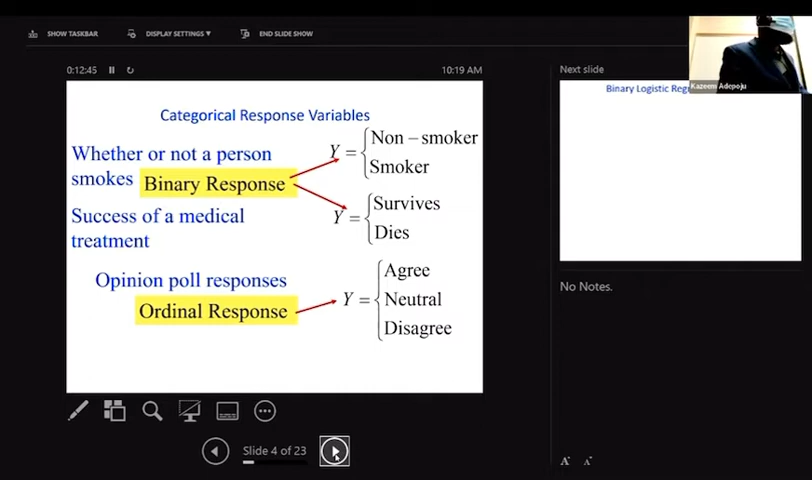 SHOW TASKBAR
DISPLAY SETTINGS ▼
END SLIDE SHOW
0:12:45
10:19 AM
Categorical Response Variables
Whether or not a person
smokes
Binary Response
Y =
Non – smoker
Smoker
Success of a medical
treatment
Y =
Survives
Dies
Opinion poll responses
Ordinal Response
Y =
Agree
Neutral
Disagree
Slide 4 of 23
Next slide
Kazeem Adepoju
Binary Logistic Reg
No Notes.
A
A